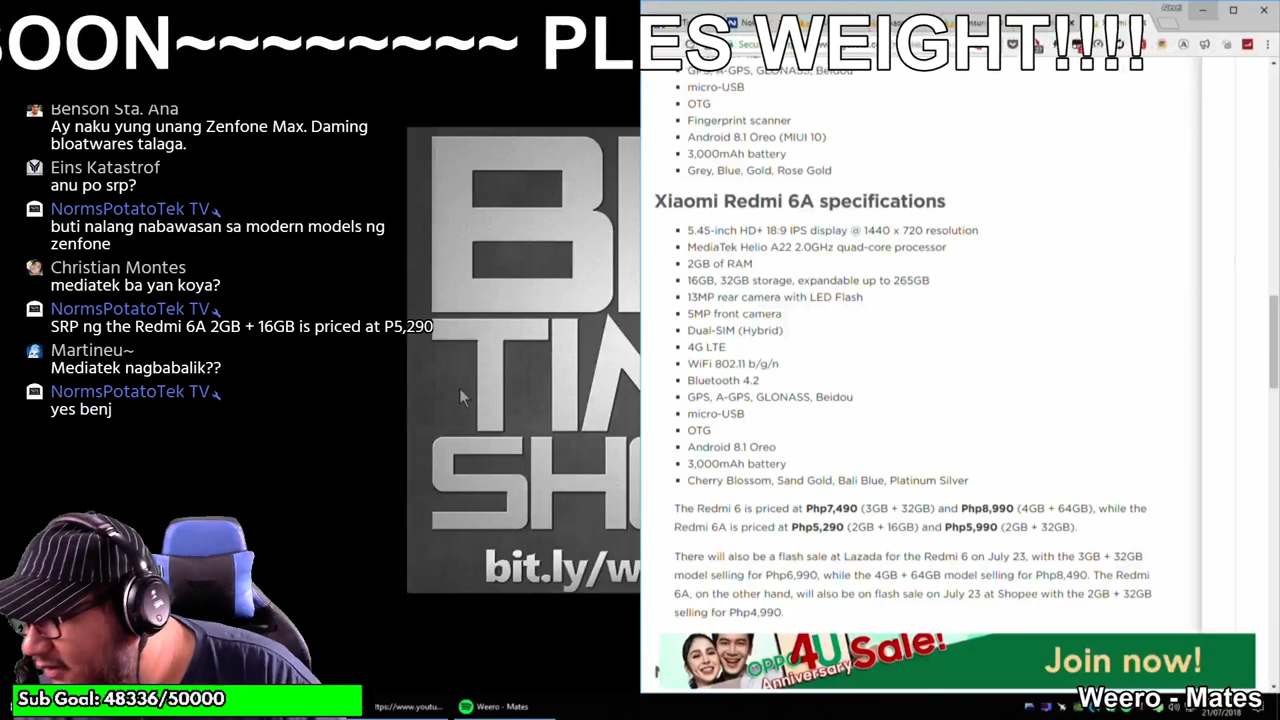 SOON~~~~~~~~ PLES WEIGHT!!!!
Benson Sta. Ana
Ay naku yung unang Zenfone Max. Daming
bloatwares talaga.
Eins Katastrof
anu po srp?
NormsPotatoTek TV
buti nalang nabawasan sa modern models ng
zenfone
Christian Montes
mediatek ba yan koya?
NormsPotatoTek TV
SRP ng the Redmi 6A 2GB + 16GB is priced at P5,290
Martineu~
Mediatek nagbabalik??
NormsPotatoTek TV
yes benj
bit.ly/w
GPS, A-GPS, GLONASS, Beidou
micro-USB
OTG
Fingerprint scanner
Android 8.1 Oreo (MIUI 10)
3,000mAh battery
Grey, Blue, Gold, Rose Gold
Xiaomi Redmi 6A specifications
5.45-inch HD+ 18:9 IPS display @ 1440 x 720 resolution
MediaTek Helio A22 2.0GHz quad-core processor
2GB of RAM
16GB, 32GB storage, expandable up to 265GB
13MP rear camera with LED Flash
5MP front camera
Dual-SIM (Hybrid)
4G LTE
WiFi 802.11 b/g/n
Bluetooth 4.2
GPS, A-GPS, GLONASS, Beidou
micro-USB
OTG
Android 8.1 Oreo
3,000mAh battery
Cherry Blossom, Sand Gold, Bali Blue, Platinum Silver
The Redmi 6 is priced at Php7,490 (3GB + 32GB) and Php8,990 (4GB + 64GB), while the
Redmi 6A is priced at Php5,290 (2GB + 16GB) and Php5,990 (2GB + 32GB).
There will also be a flash sale at Lazada for the Redmi 6 on July 23, with the 3GB + 32GB
model selling for Php6,990, while the 4GB + 64GB model selling for Php8,490. The Redmi
6A, on the other hand, will also be on flash sale on July 23 at Shopee with the 2GB + 32GB
selling for Php4,990.
OPPO 4U Sale!
Anniversary
Join now!
Sub Goal: 48336/50000
ttps://www.youtu...
Weero - Mates
Weero - Mates
21/07/2018